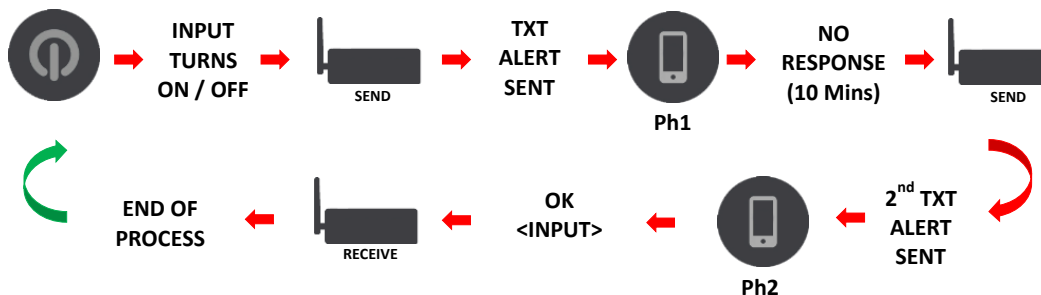 INPUT
TURNS
ON / OFF
SEND
TXT
ALERT
SENT
Ph1
NO
RESPONSE
(10 Mins)
SEND
2nd TXT
ALERT
SENT
Ph2
OK
<INPUT>
RECEIVE
END OF
PROCESS